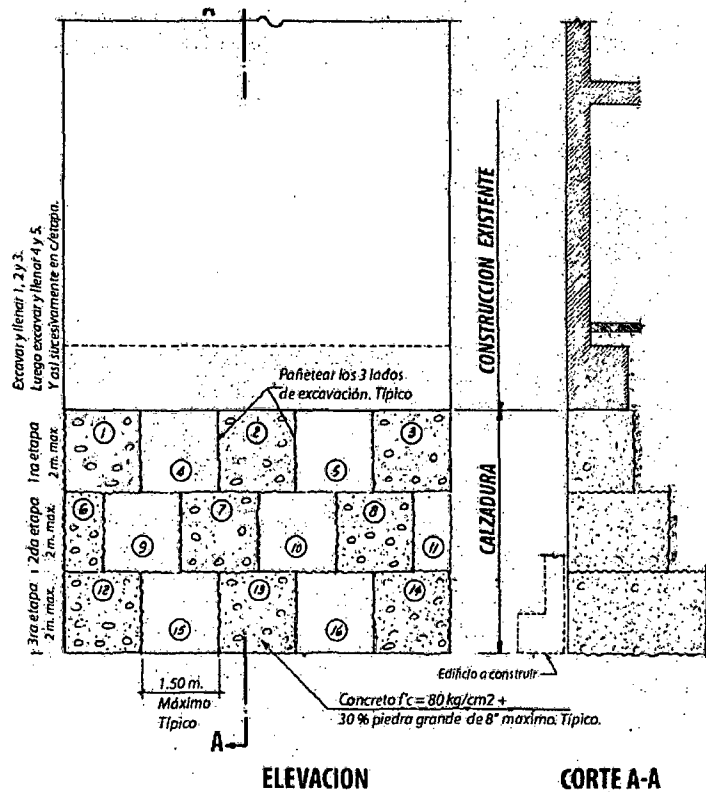 Excavar y llenar 1, 2 y 3.
Luego excavar y llenar 4 y 5.
Y asi sucesivamente en c/etapa.
CONSTRUCCION EXISTENTE
Pañetear los 3 lados
de excavación. Típico
1ra etapa
2 m. max.
1
2
3
4
5
CALZADURA
2da etapa
2 m. max.
6
7
8
9
10
11
3ra etapa
2 m. max.
12
13
14
15
16
Edificio a construir
1.50 m.
Máximo
Típico
Concreto f'c = 80 kg/cm2 +
30 % piedra grande de 8" maximo. Típico.
A
ELEVACION
CORTE A-A